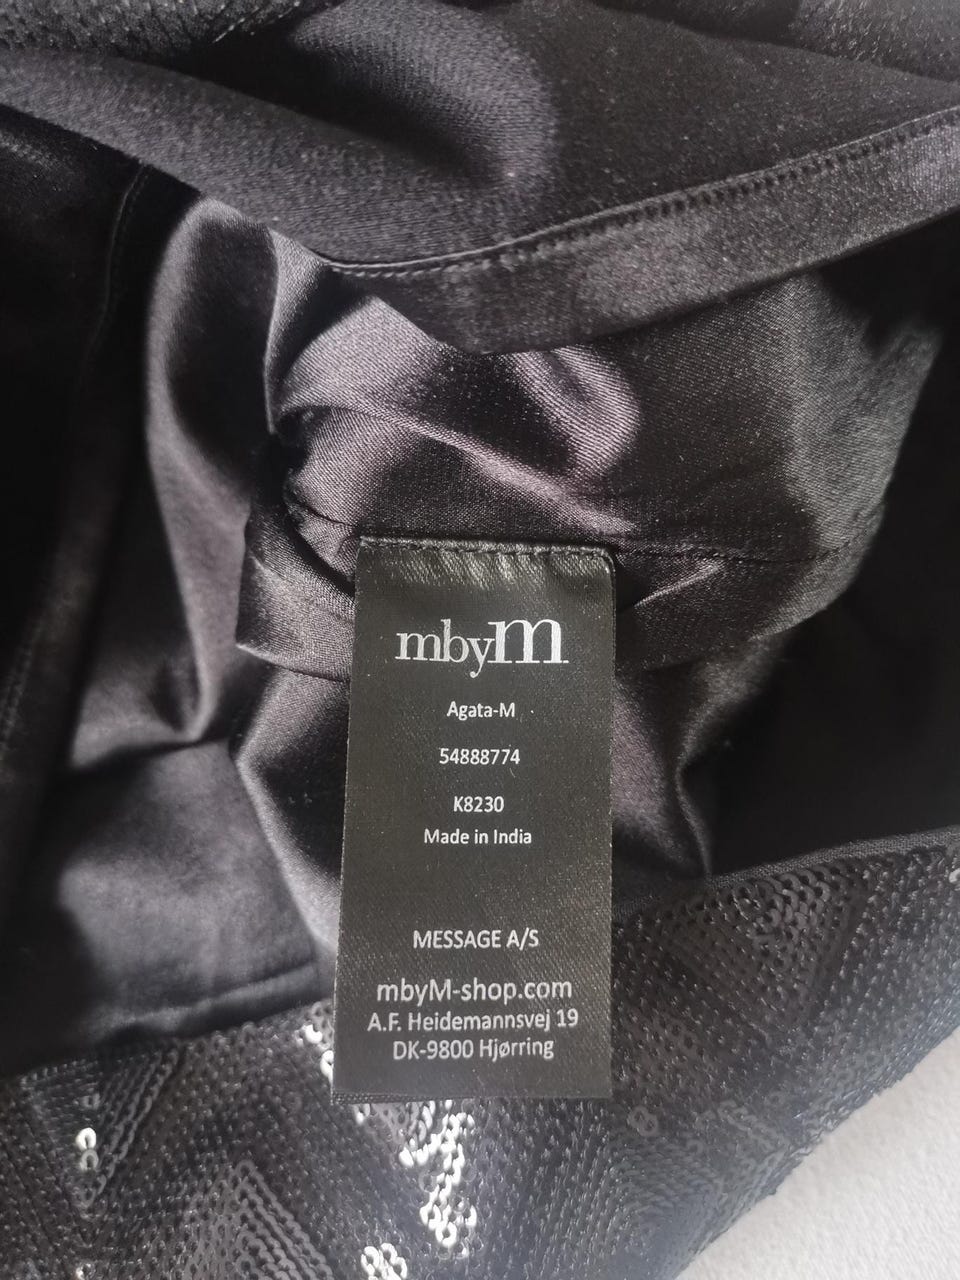 mbyM
Agata-M
54888774
K8230
Made in India
MESSAGE A/S
mbyM-shop.com
A.F. Heidemannsvej 19
DK-9800 Hjørring